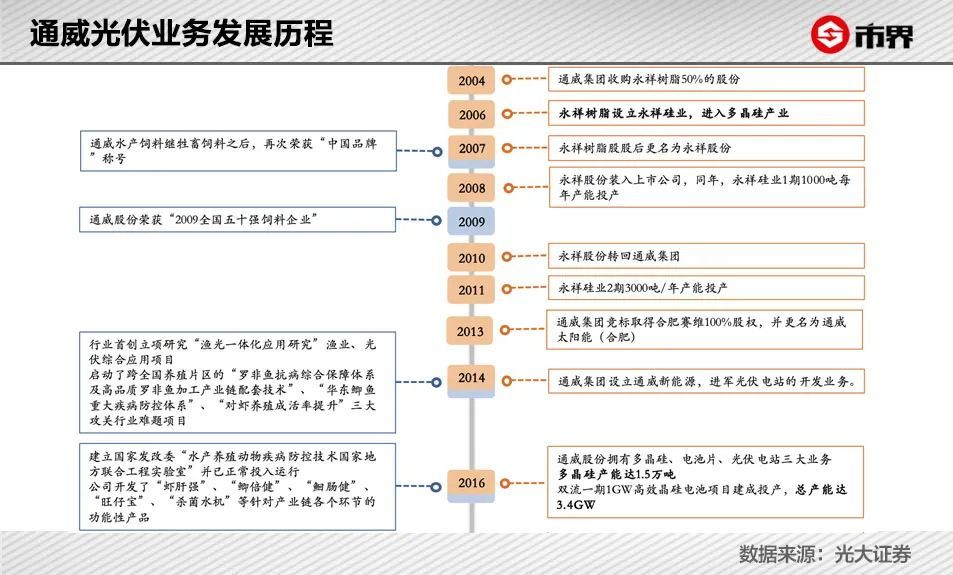 通威光伏业务发展历程
市界
2004
通威集团收购永祥树脂50%的股份
2006
永祥树脂设立永祥硅业，进入多晶硅产业
通威水产饲料继牲畜饲料之后，再次荣获“中国品牌
”称号
2007
永祥树脂股股后更名为永祥股份
2008
永祥股份装入上市公司，同年，永祥硅业1期1000吨每
年产能投产
通威股份荣获“2009全国五十强饲料企业”
2009
2010
永祥股份转回通威集团
2011
永祥硅业2期3000吨/年产能投产
2013
通威集团竞标取得合肥赛维100%股权，并更名为通威
太阳能（合肥）
行业首创立项研究“渔光一体化应用研究”渔业、光
伏综合应用项目
启动了跨全国养殖片区的“罗非鱼抗病综合保障体系
及高品质罗非鱼加工产业链配套技术”、“华东鲫鱼
重大疾病防控体系”、“对虾养殖成活率提升”三大
攻关行业难题项目
2014
通威集团设立通威新能源，进军光伏电站的开发业务。
建立国家发改委“水产养殖动物疾病防控技术国家地
方联合工程实验室”并已正常投入运行
公司开发了“虾肝强”、“鲫倍健”、“鮰肠健”、
“旺仔宝”、“杀菌水机”等针对产业链各个环节的
功能性产品
2016
通威股份拥有多晶硅、电池片、光伏电站三大业务
多晶硅产能达1.5万吨
双流一期1GW高效晶硅电池项目建成投产，总产能达
3.4GW
数据来源：光大证券